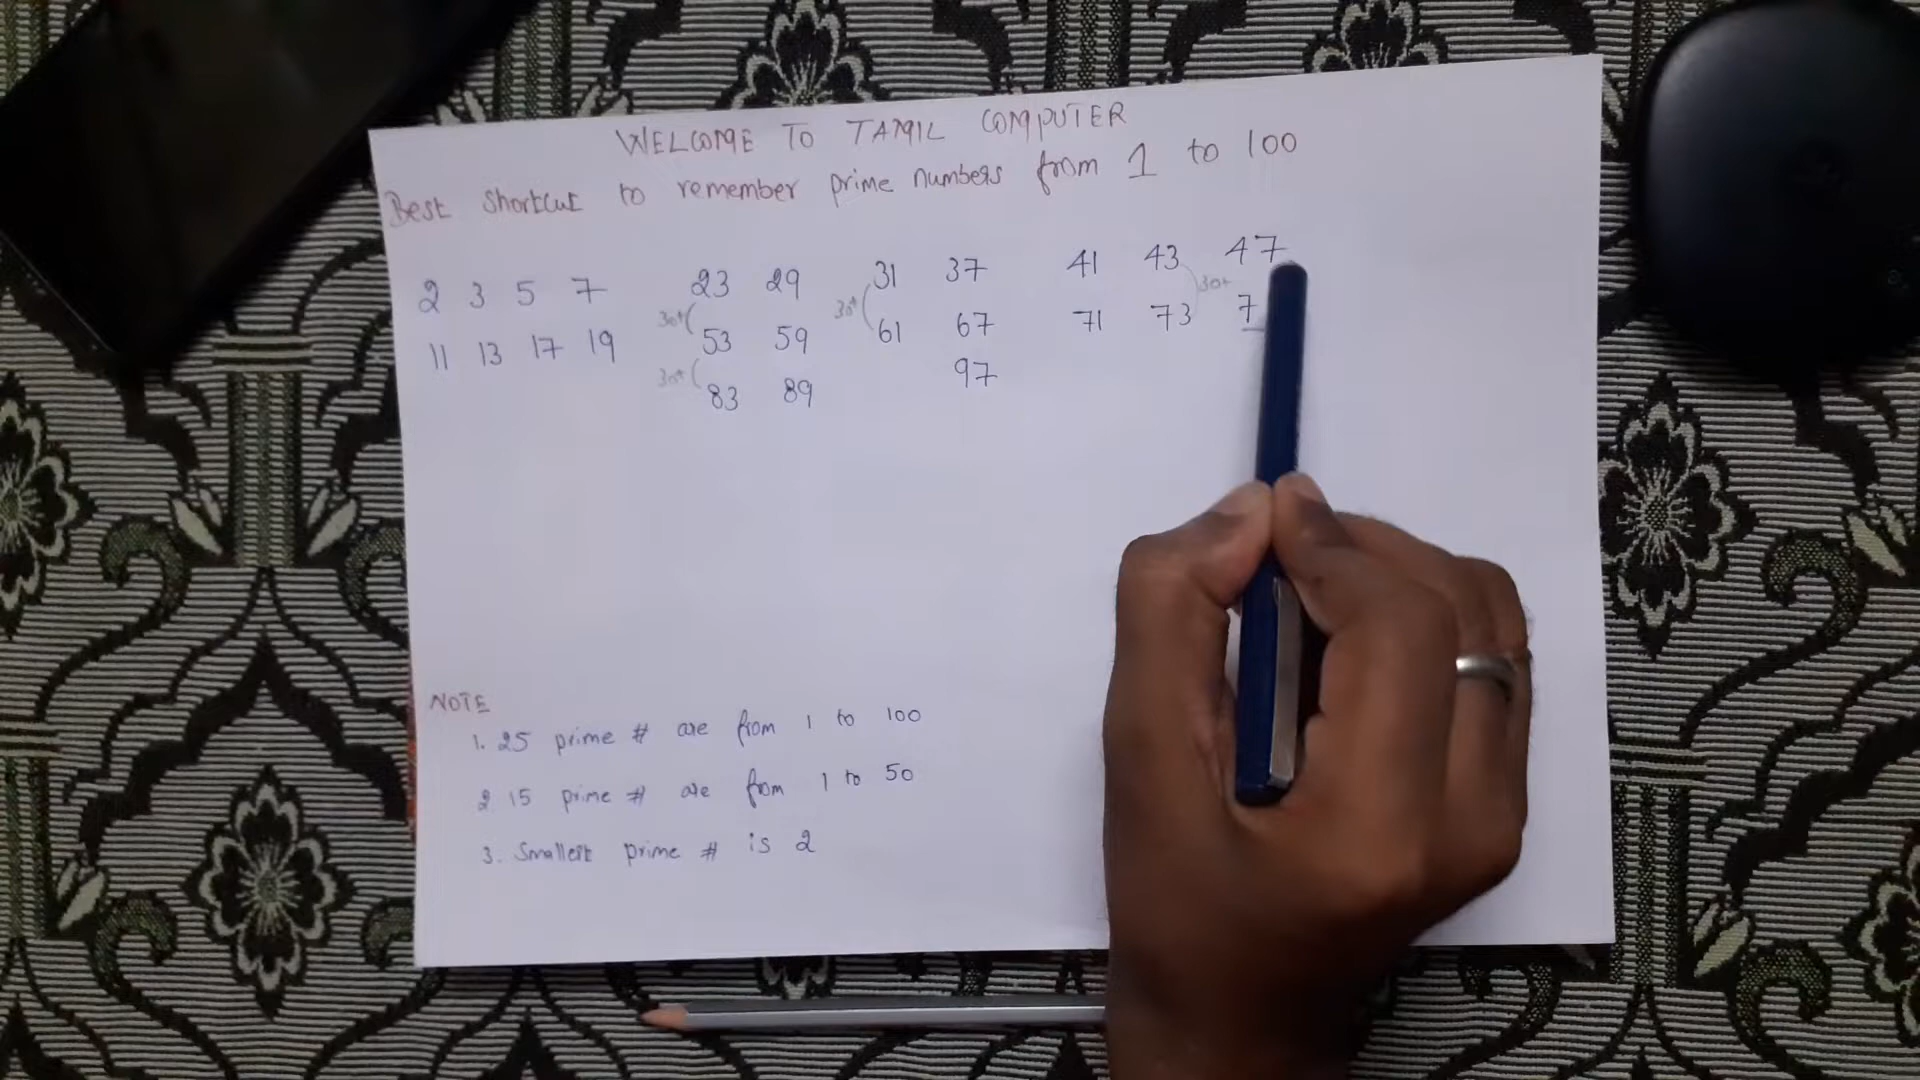 WELCOME TO TAMIL COMPUTER
Best shortcut to remember prime numbers from 1 to 100
2 3 5 7 23 29 31 37 41 43 47
30+ 30+ 30+
11 13 17 19 53 59 61 67 71 73 7
30+
83 89 97
NOTE
1. 25 prime # are from 1 to 100
2. 15 prime # are from 1 to 50
3. Smallest prime # is 2